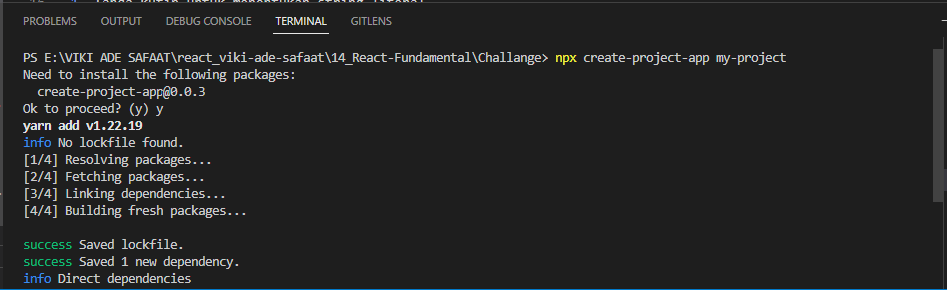 PROBLEMS OUTPUT DEBUG CONSOLE TERMINAL GITLENS
PS E:\VIKI ADE SAFAAT\react_viki-ade-safaat\14_React-Fundamental\Challange> npx create-project-app my-project
Need to install the following packages:
create-project-app@0.0.3
Ok to proceed? (y) y
yarn add v1.22.19
info No lockfile found.
[1/4] Resolving packages...
[2/4] Fetching packages...
[3/4] Linking dependencies...
[4/4] Building fresh packages...
success Saved lockfile.
success Saved 1 new dependency.
info Direct dependencies